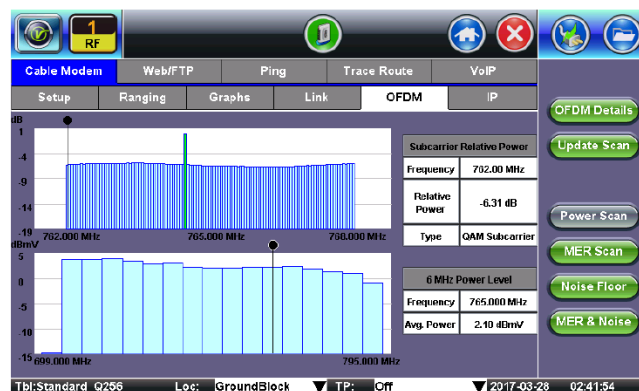 1
RF
Cable Modem Web/FTP Ping Trace Route VoIP
Setup Ranging Graphs Link OFDM IP
OFDM Details
Update Scan
Power Scan
MER Scan
Noise Floor
MER & Noise
dB
1
-4
-9
-14
-19
762.000 MHz 765.000 MHz 768.000 MHz
Subcarrier Relative Power
Frequency 762.00 MHz
Relative Power -6.31 dB
Type QAM Subcarrier
dBmV
5
0
-5
-10
-15
699.000 MHz 795.000 MHz
6 MHz Power Level
Frequency 765.000 MHz
Avg. Power 2.10 dBmV
Tbl:Standard_Q256 Loc: GroundBlock TP: Off 2017-03-28 02:41:54